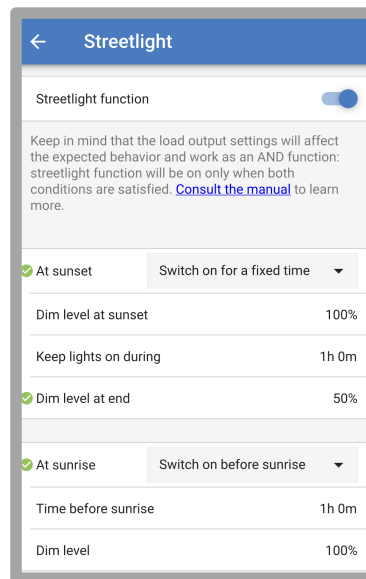 Streetlight
Streetlight function
Keep in mind that the load output settings will affect
the expected behavior and work as an AND function:
streetlight function will be on only when both
conditions are satisfied. Consult the manual to learn
more.
At sunset Switch on for a fixed time
Dim level at sunset 100%
Keep lights on during 1h 0m
Dim level at end 50%
At sunrise Switch on before sunrise
Time before sunrise 1h 0m
Dim level 100%